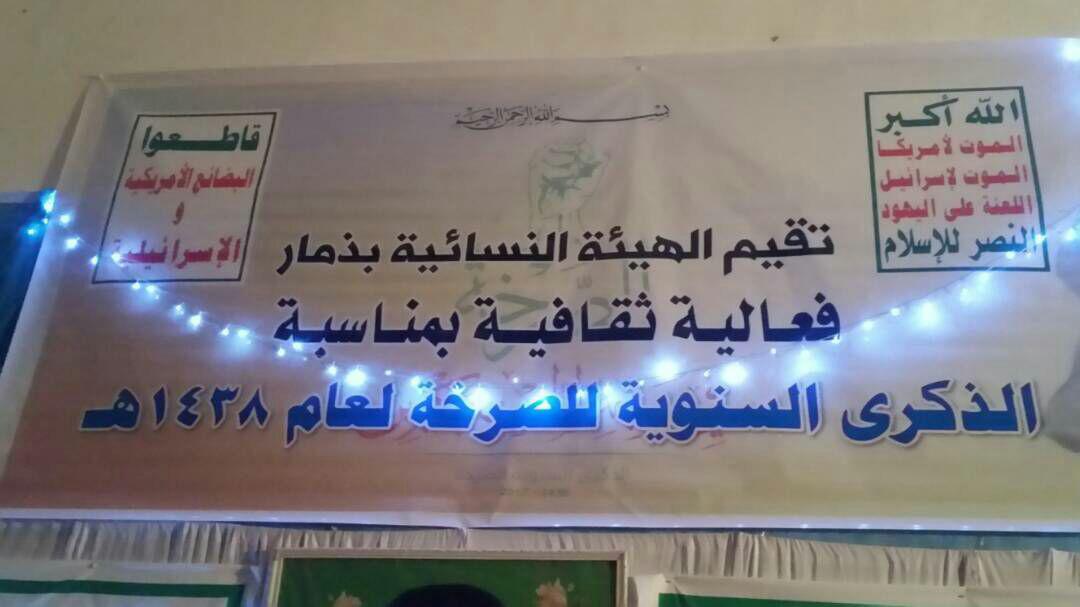 بسم الله الرحمن الرحيم
الله أكبر
الموت لأمريكا
الموت لإسرائيل
اللعنة على اليهود
النصر للإسلام
قاطعوا
البضائع الأمريكية
و
الإسرائيلية
تقيم الهيئة النسائية بذمار
فعالية ثقافية بمناسبة
الذكرى السنوية للصرخة لعام ١٤٣٨هـ